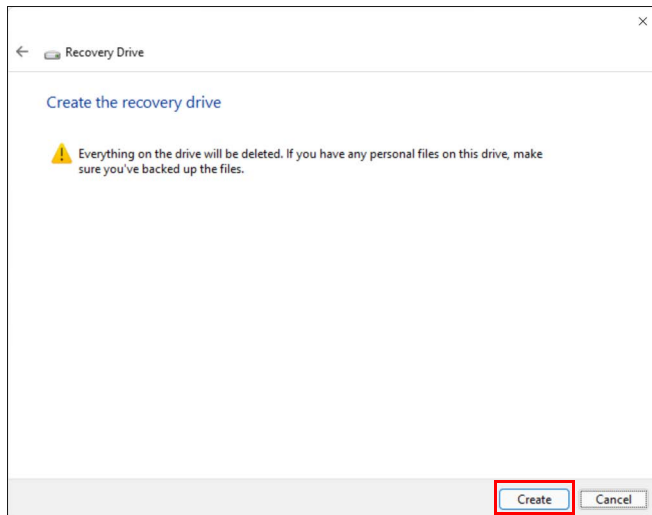 Recovery Drive
Create the recovery drive
Everything on the drive will be deleted. If you have any personal files on this drive, make
sure you've backed up the files.
Create
Cancel